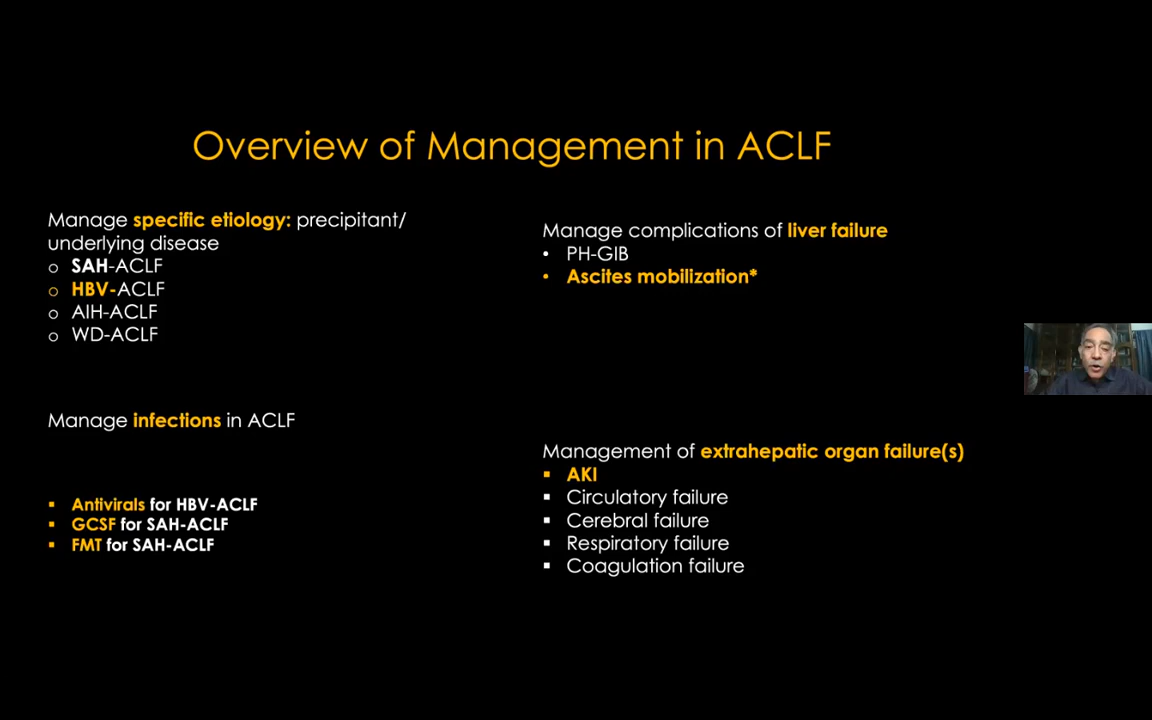 Overview of Management in ACLF
Manage specific etiology: precipitant/
underlying disease
o SAH-ACLF
o HBV-ACLF
o AIH-ACLF
o WD-ACLF
Manage infections in ACLF
▪ Antivirals for HBV-ACLF
▪ GCSF for SAH-ACLF
▪ FMT for SAH-ACLF
Manage complications of liver failure
• PH-GIB
• Ascites mobilization*
Management of extrahepatic organ failure(s)
▪ AKI
▪ Circulatory failure
▪ Cerebral failure
▪ Respiratory failure
▪ Coagulation failure